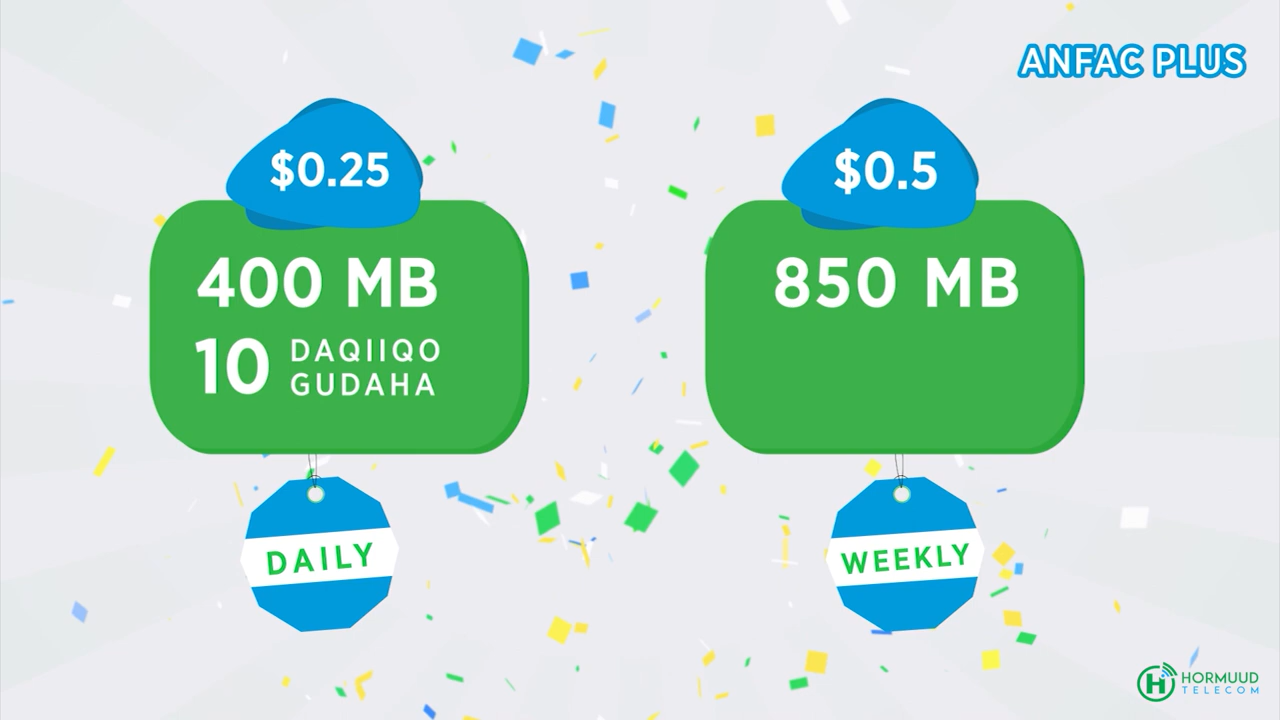 ANFAC PLUS
$0.25
400 MB
10 DAQIIQO
GUDAHA
DAILY
$0.5
850 MB
WEEKLY
HORMUUD
TELECOM